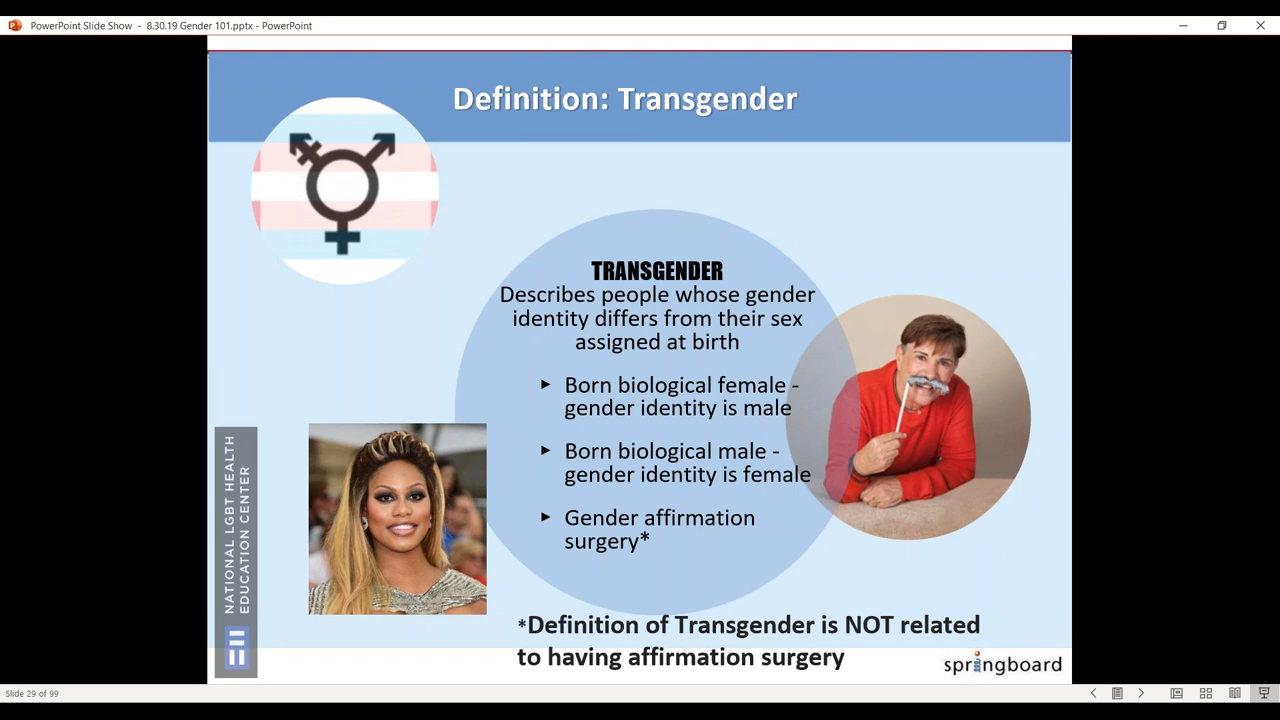 PowerPoint Slide Show - 8.30.19 Gender 101.pptx - PowerPoint
Definition: Transgender
TRANSGENDER
Describes people whose gender
identity differs from their sex
assigned at birth
Born biological female -
gender identity is male
Born biological male -
gender identity is female
Gender affirmation
surgery*
NATIONAL LGBT HEALTH
EDUCATION CENTER
*Definition of Transgender is NOT related
to having affirmation surgery
springboard
Slide 29 of 99